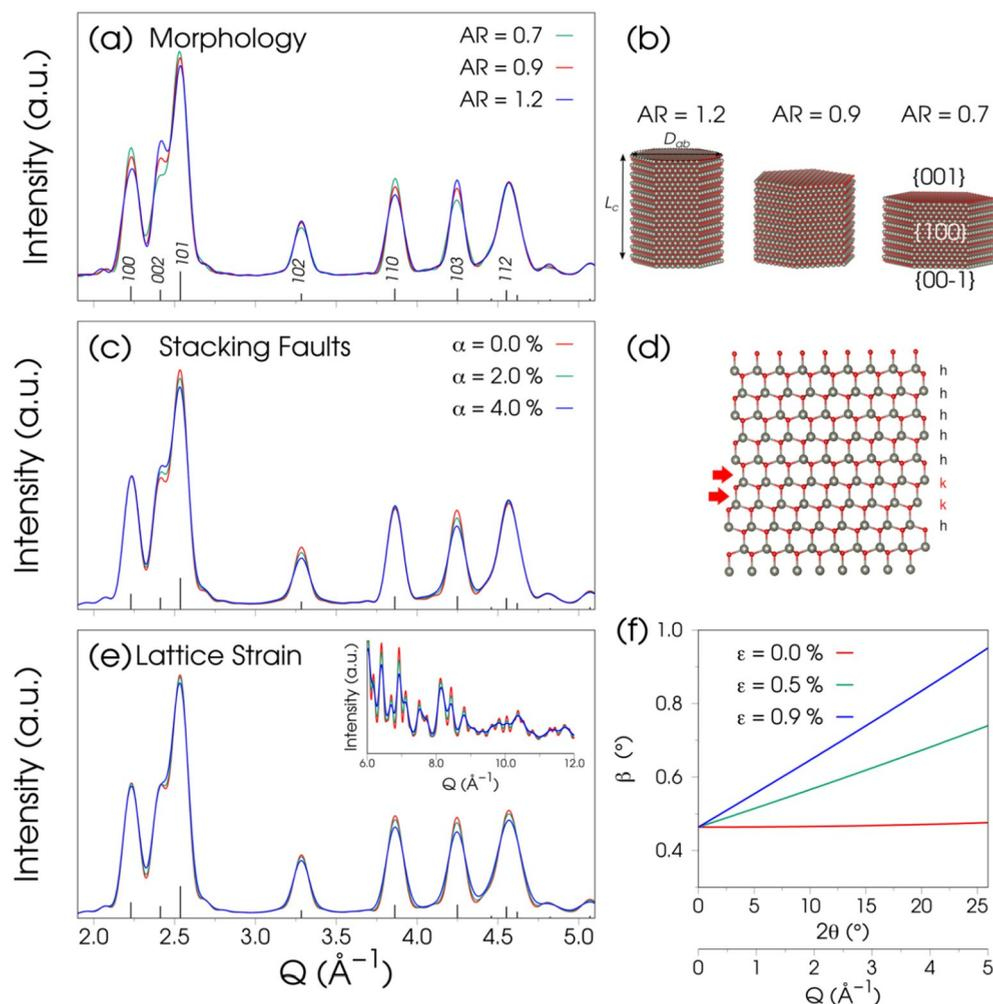 (a) Morphology
AR = 0.7
AR = 0.9
AR = 1.2
Intensity (a.u.)
100
002
101
102
110
103
112
(b)
AR = 1.2
AR = 0.9
AR = 0.7
D_ab
L_c
{001}
{100}
{00-1}
(c) Stacking Faults
α = 0.0 %
α = 2.0 %
α = 4.0 %
Intensity (a.u.)
(d)
h
h
h
h
h
k
k
h
(e) Lattice Strain
Intensity (a.u.)
Intensity (a.u.)
6.0 8.0 10.0 12.0
Q (Å⁻¹)
2.0 2.5 3.0 3.5 4.0 4.5 5.0
Q (Å⁻¹)
(f)
1.0
0.8
0.6
0.4
β (°)
ε = 0.0 %
ε = 0.5 %
ε = 0.9 %
0 5 10 15 20 25
2θ (°)
0 1 2 3 4 5
Q (Å⁻¹)